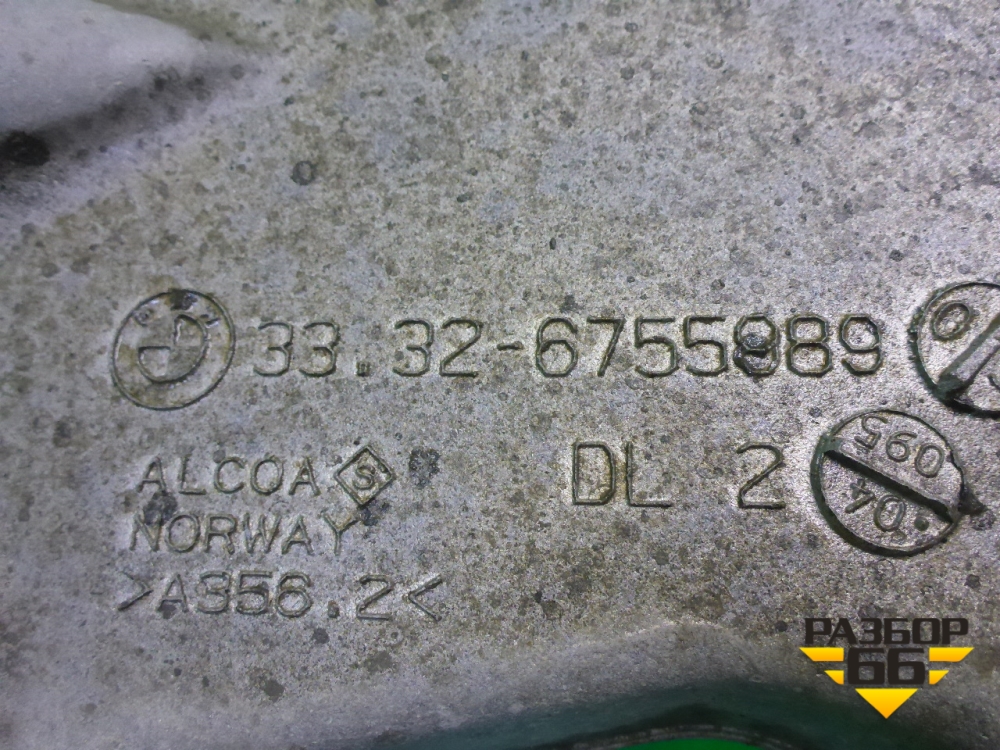 33.32-6755889
ALCOA S
DL 2
095
04
NORWAY
>A356.2<
РАЗБОР
66